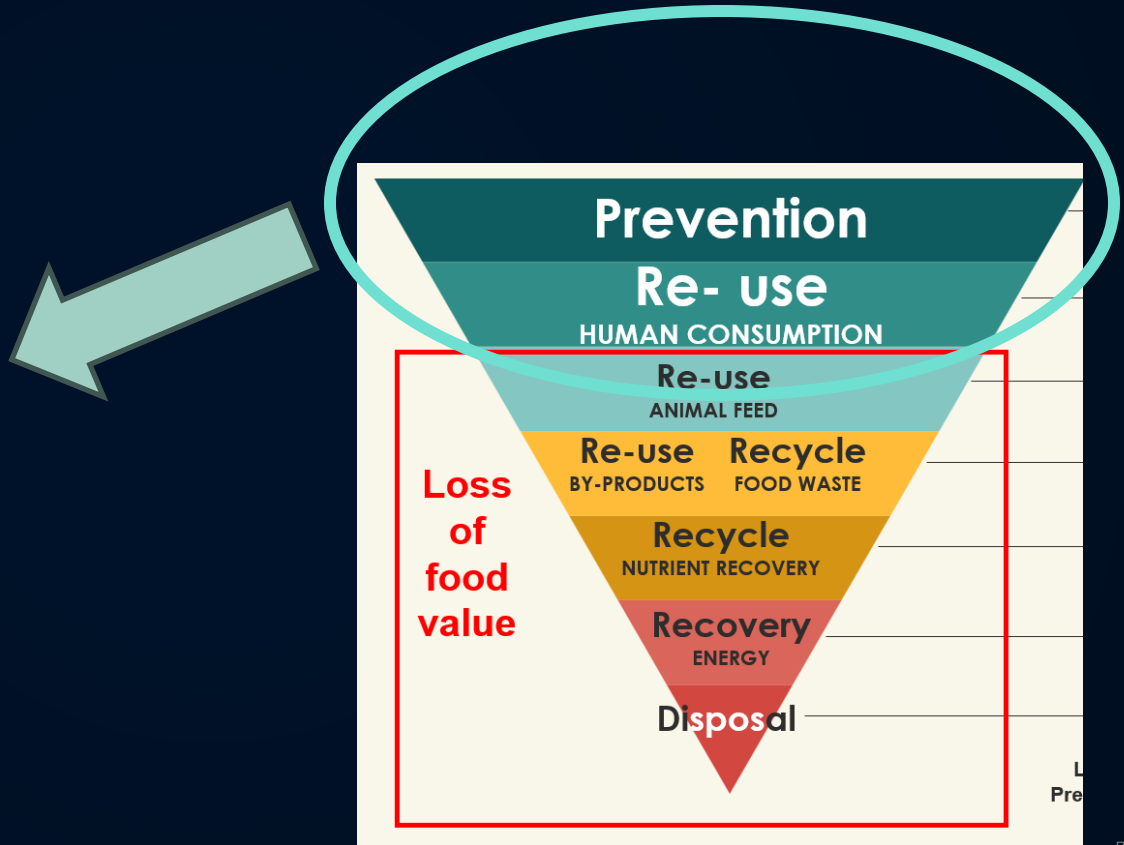 Prevention
Re- use
HUMAN CONSUMPTION
Re-use
ANIMAL FEED
Re-use Recycle
BY-PRODUCTS FOOD WASTE
Recycle
NUTRIENT RECOVERY
Recovery
ENERGY
Disposal
Loss
of
food
value
L
Pre